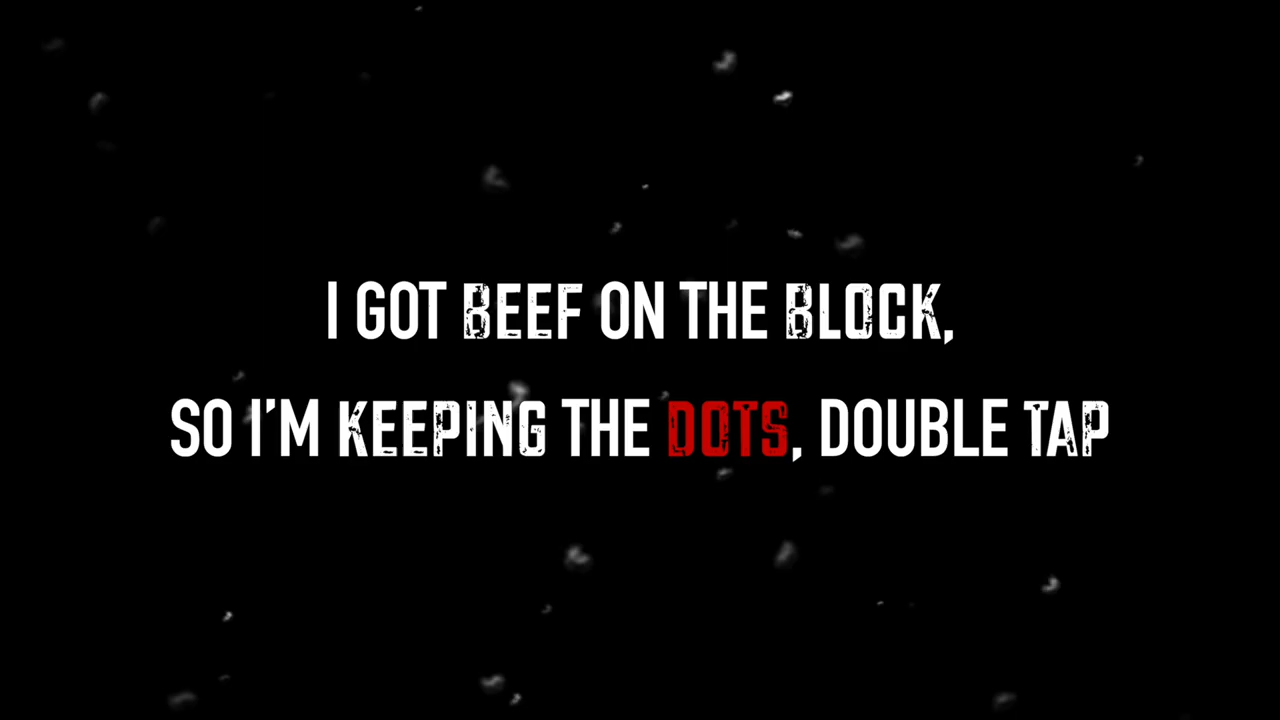 I GOT BEEF ON THE BLOCK,
SO I'M KEEPING THE DOTS, DOUBLE TAP